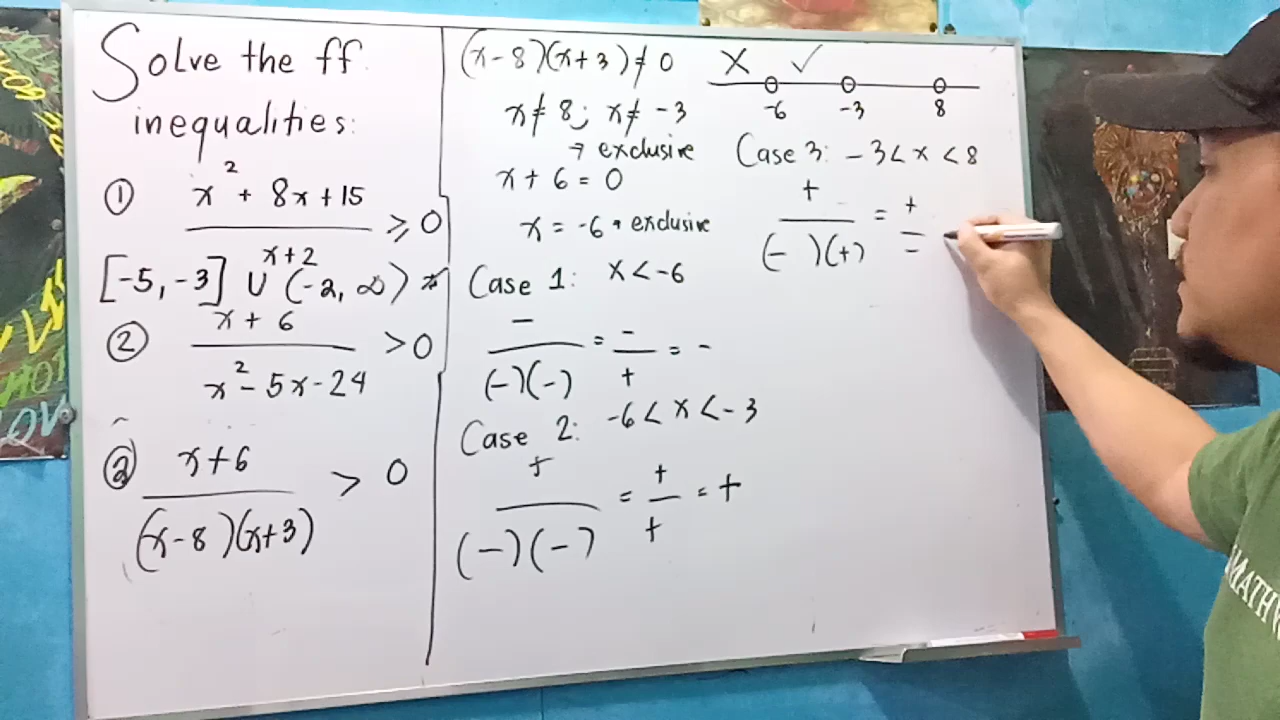 Solve the ff.
inequalities:
① x² + 8x + 15
x + 2
≥ 0
[-5, -3] ∪ (-2, ∞)
② x + 6
x² - 5x - 24
> 0
② x + 6
(x - 8)(x + 3)
> 0
(x - 8)(x + 3) ≠ 0
x ≠ 8; x ≠ -3
→ exclusive
x + 6 = 0
x = -6 → exclusive
Case 1: x < -6
-
(-)(-)
= -
+
= -
Case 2: -6 < x < -3
+
(-)(-)
= +
+
= +
X ✓
-6 -3 8
Case 3: -3 < x < 8
+
(-)(+)
= +
-
=
MATH